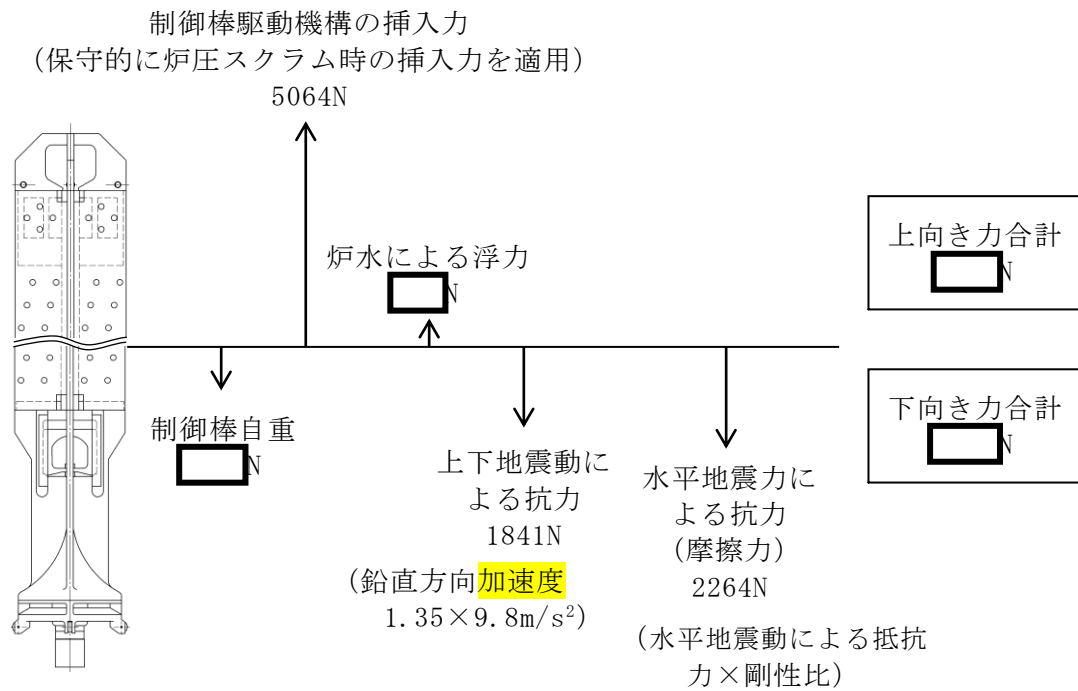 制御棒駆動機構の挿入力
（保守的に炉圧スクラム時の挿入力を適用）
5064N
炉水による浮力
N
上向き力合計
N
制御棒自重
N
上下地震動に
よる抗力
1841N
（鉛直方向加速度
1.35×9.8m/s²）
水平地震力に
よる抗力
（摩擦力）
2264N
（水平地震動による抵抗
力×剛性比）
下向き力合計
N